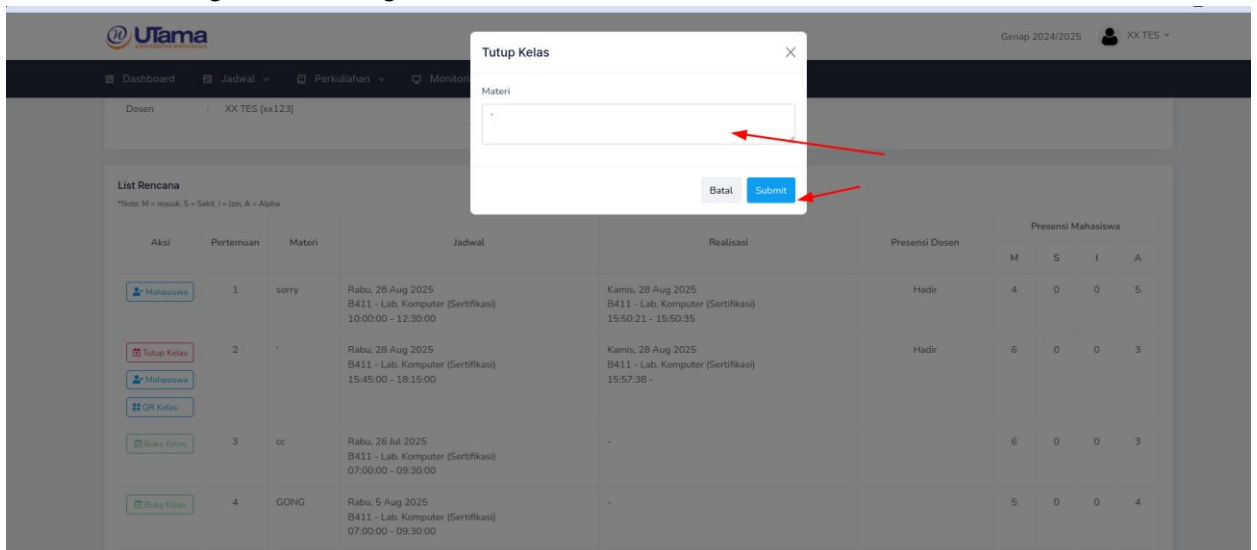 UTama
Genap 2024/2025
XX TES
Dashboard
Jadwal
Perkuliahan
Dosen : XX TES [xx123]
Tutup Kelas
Materi
'
Batal
Submit
List Rencana
*Note: M = masuk, S = Sakit, I = Izin, A = Alpha
Aksi Pertemuan Materi Jadwal Realisasi Presensi Dosen Presensi Mahasiswa
M S I A
Mahasiswa 1 sorry Rabu, 28 Aug 2025 Kamis, 28 Aug 2025 Hadir 4 0 0 5
B411 - Lab. Komputer (Sertifikasi) B411 - Lab. Komputer (Sertifikasi)
10:00:00 - 12:30:00 15:50:21 - 15:50:35
Tutup Kelas 2 ' Rabu, 28 Aug 2025 Kamis, 28 Aug 2025 Hadir 6 0 0 3
Mahasiswa B411 - Lab. Komputer (Sertifikasi) B411 - Lab. Komputer (Sertifikasi)
15:45:00 - 18:15:00 15:57:38 -
QR Kelas
Buka Kelas 3 cc Rabu, 26 Jul 2025 - 6 0 0 3
B411 - Lab. Komputer (Sertifikasi)
07:00:00 - 09:30:00
Buka Kelas 4 GONG Rabu, 5 Aug 2025 - 5 0 0 4
B411 - Lab. Komputer (Sertifikasi)
07:00:00 - 09:30:00